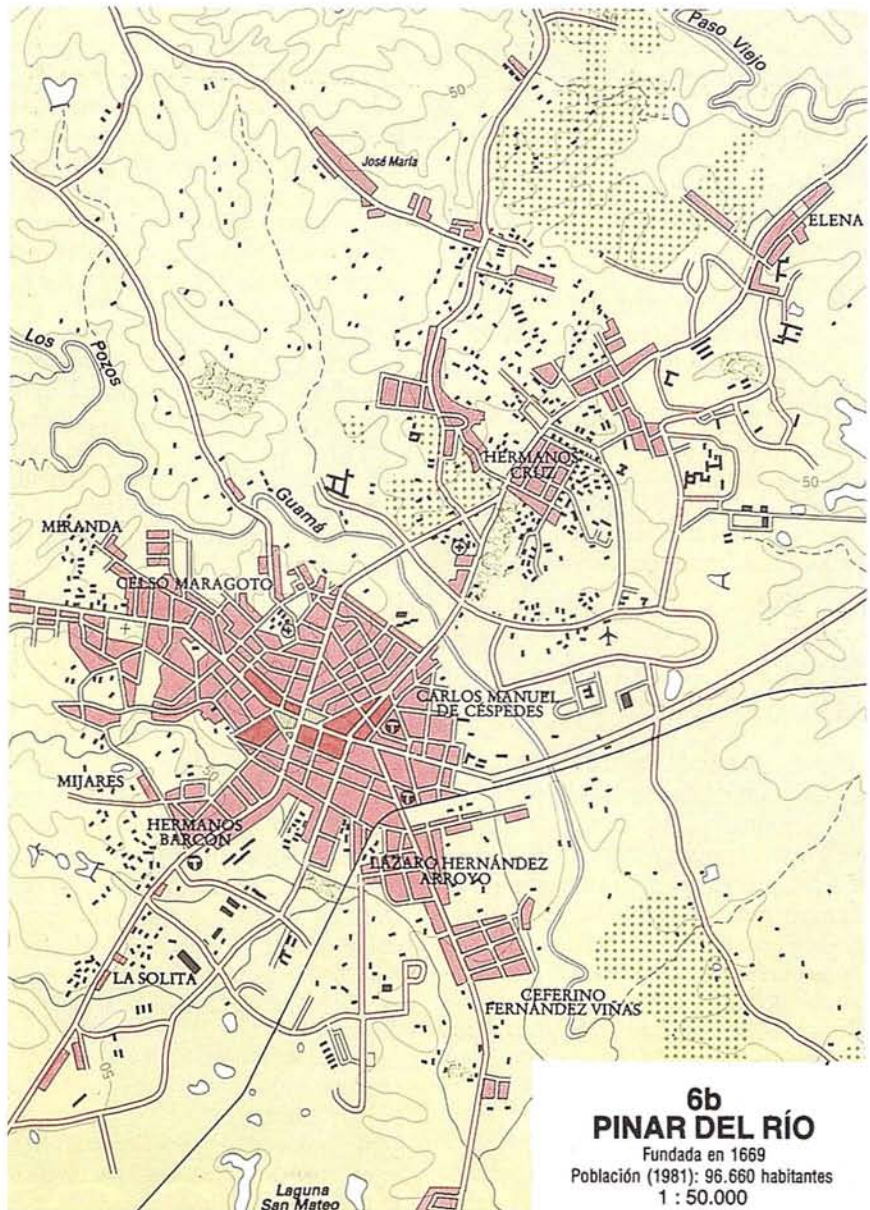 Paso Viejo
50
José María
ELENA
Los Pozos
HERMANOS
CRUZ
50
Guamá
MIRANDA
CELSO MARAGOTO
CARLOS MANUEL
DE CÉSPEDES
50
MIJARES
HERMANOS
BARCÓN
LÁZARO HERNÁNDEZ
ARROYO
LA SOLITA
CEFERINO
FERNÁNDEZ VIÑAS
50
Laguna
San Mateo
6b
PINAR DEL RÍO
Fundada en 1669
Población (1981): 96.660 habitantes
1 : 50.000